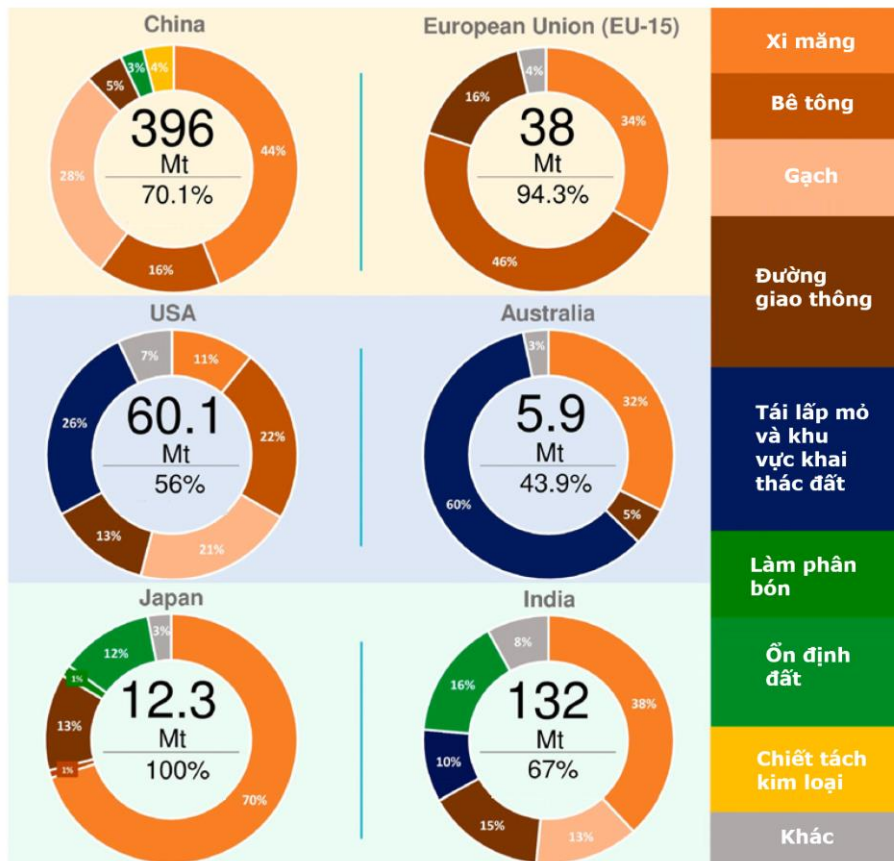 China
4%
3%
5%
44%
28%
16%
396
Mt
70.1%
European Union (EU-15)
4%
16%
34%
46%
38
Mt
94.3%
USA
7%
11%
26%
22%
13%
21%
60.1
Mt
56%
Australia
3%
32%
5%
60%
5.9
Mt
43.9%
Japan
3%
12%
1%
13%
1%
70%
12.3
Mt
100%
India
8%
16%
38%
10%
15%
13%
132
Mt
67%
Xi măng
Bê tông
Gạch
Đường
giao thông
Tái lấp mỏ
và khu
vực khai
thác đất
Làm phân
bón
Ổn định
đất
Chiết tách
kim loại
Khác